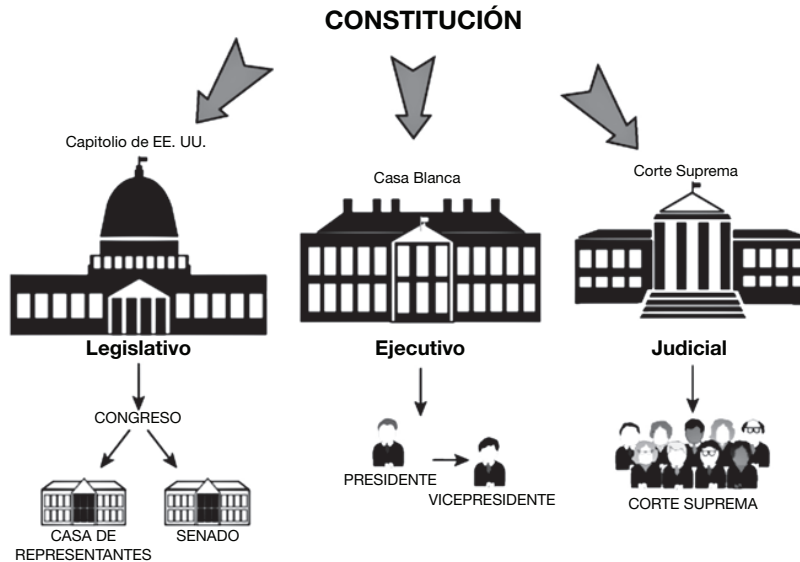 CONSTITUCIÓN
Capitolio de EE. UU.
Casa Blanca
Corte Suprema
Legislativo
Ejecutivo
Judicial
CONGRESO
CASA DE
REPRESENTANTES
SENADO
PRESIDENTE
VICEPRESIDENTE
CORTE SUPREMA